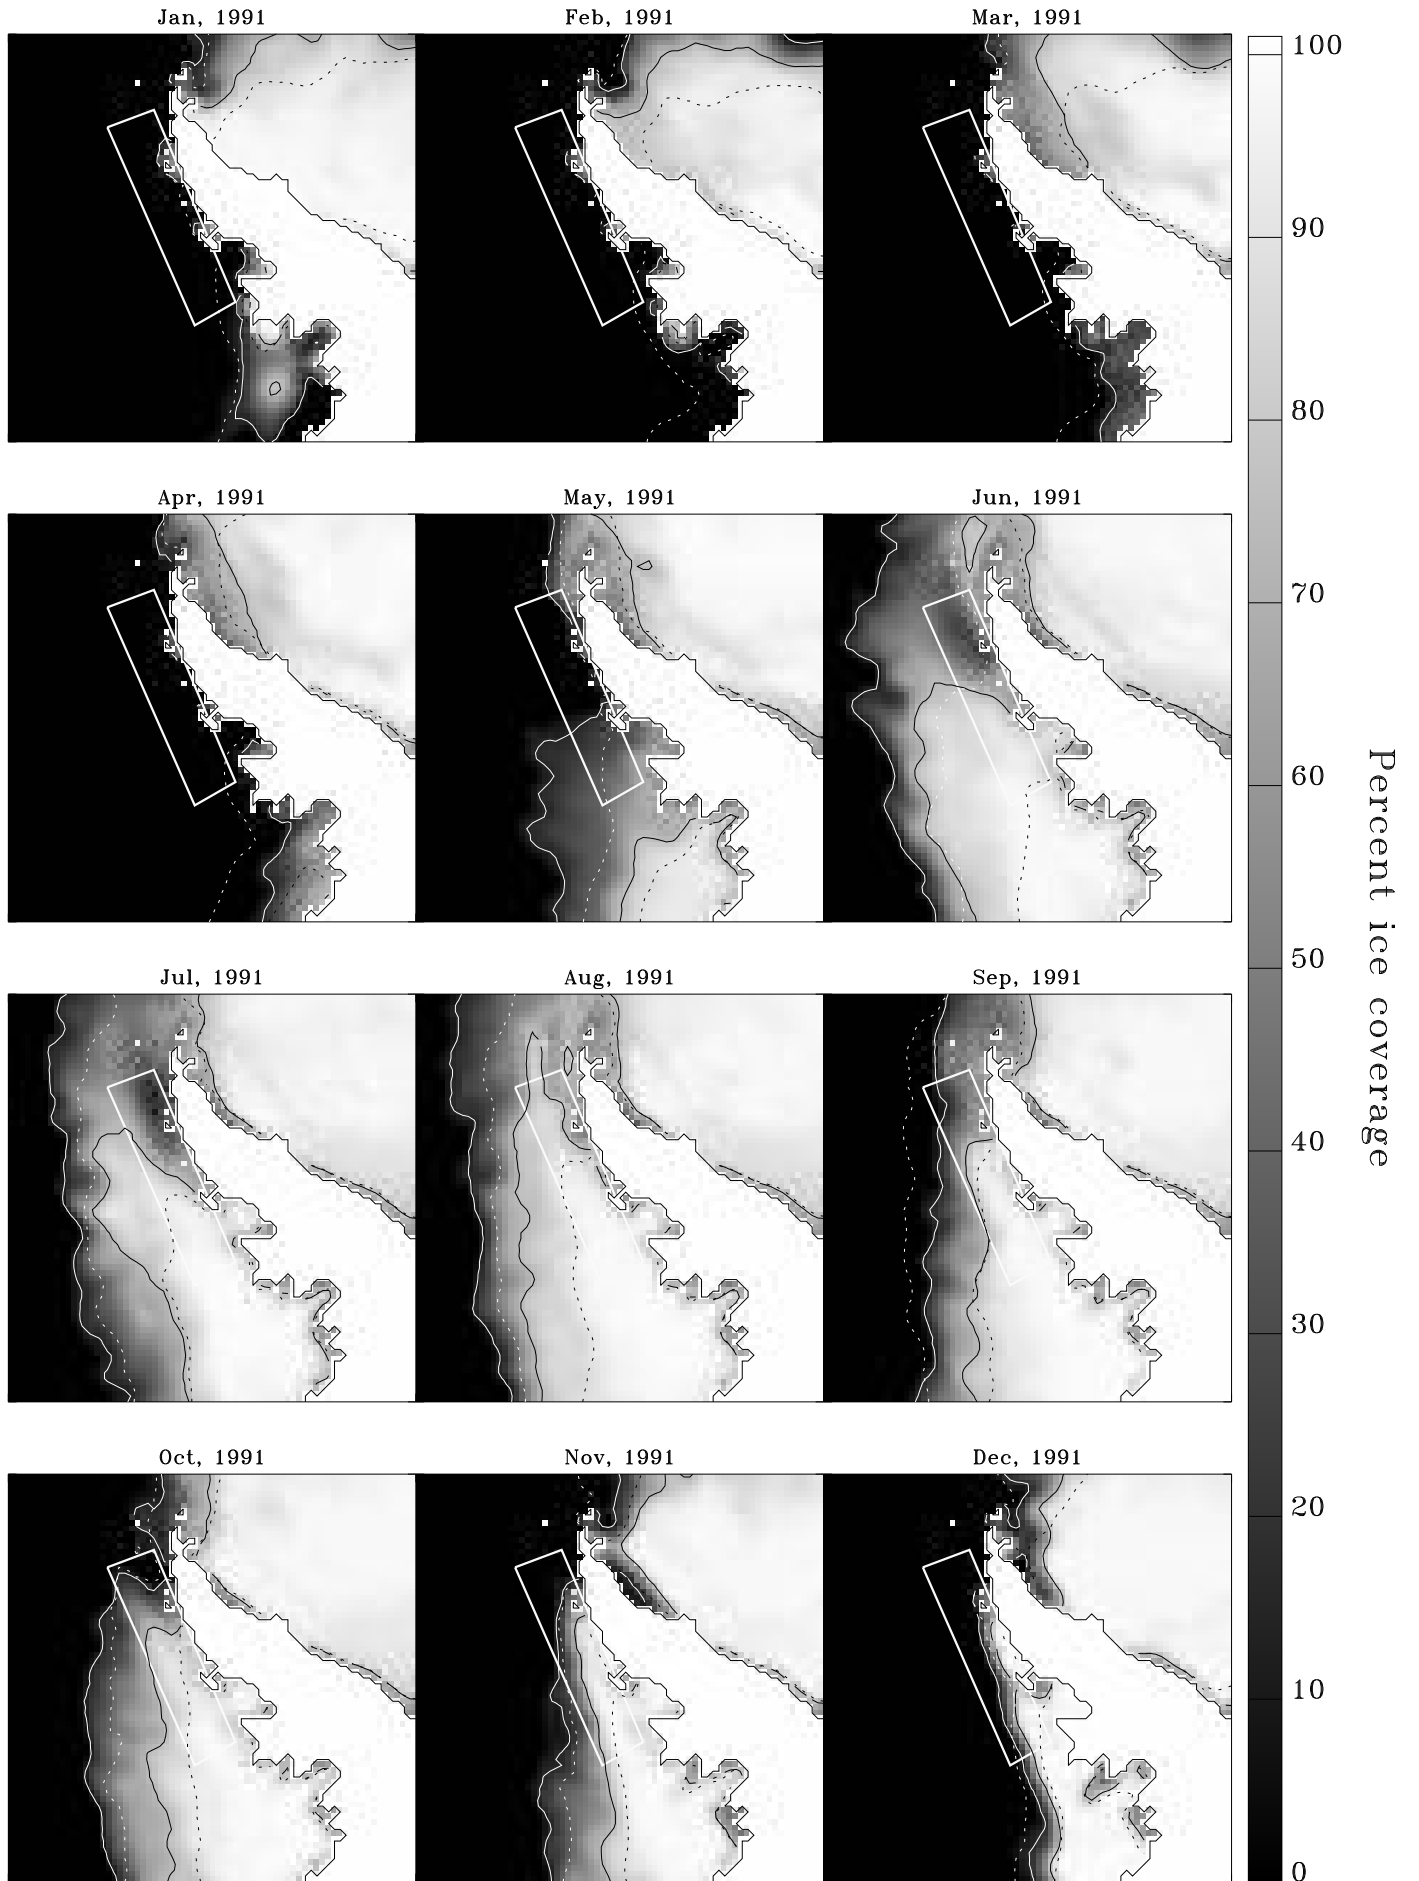 Jan, 1991
Feb, 1991
Mar, 1991
Apr, 1991
May, 1991
Jun, 1991
Jul, 1991
Aug, 1991
Sep, 1991
Oct, 1991
Nov, 1991
Dec, 1991
100
90
80
70
60
50
40
30
20
10
0
Percent ice coverage